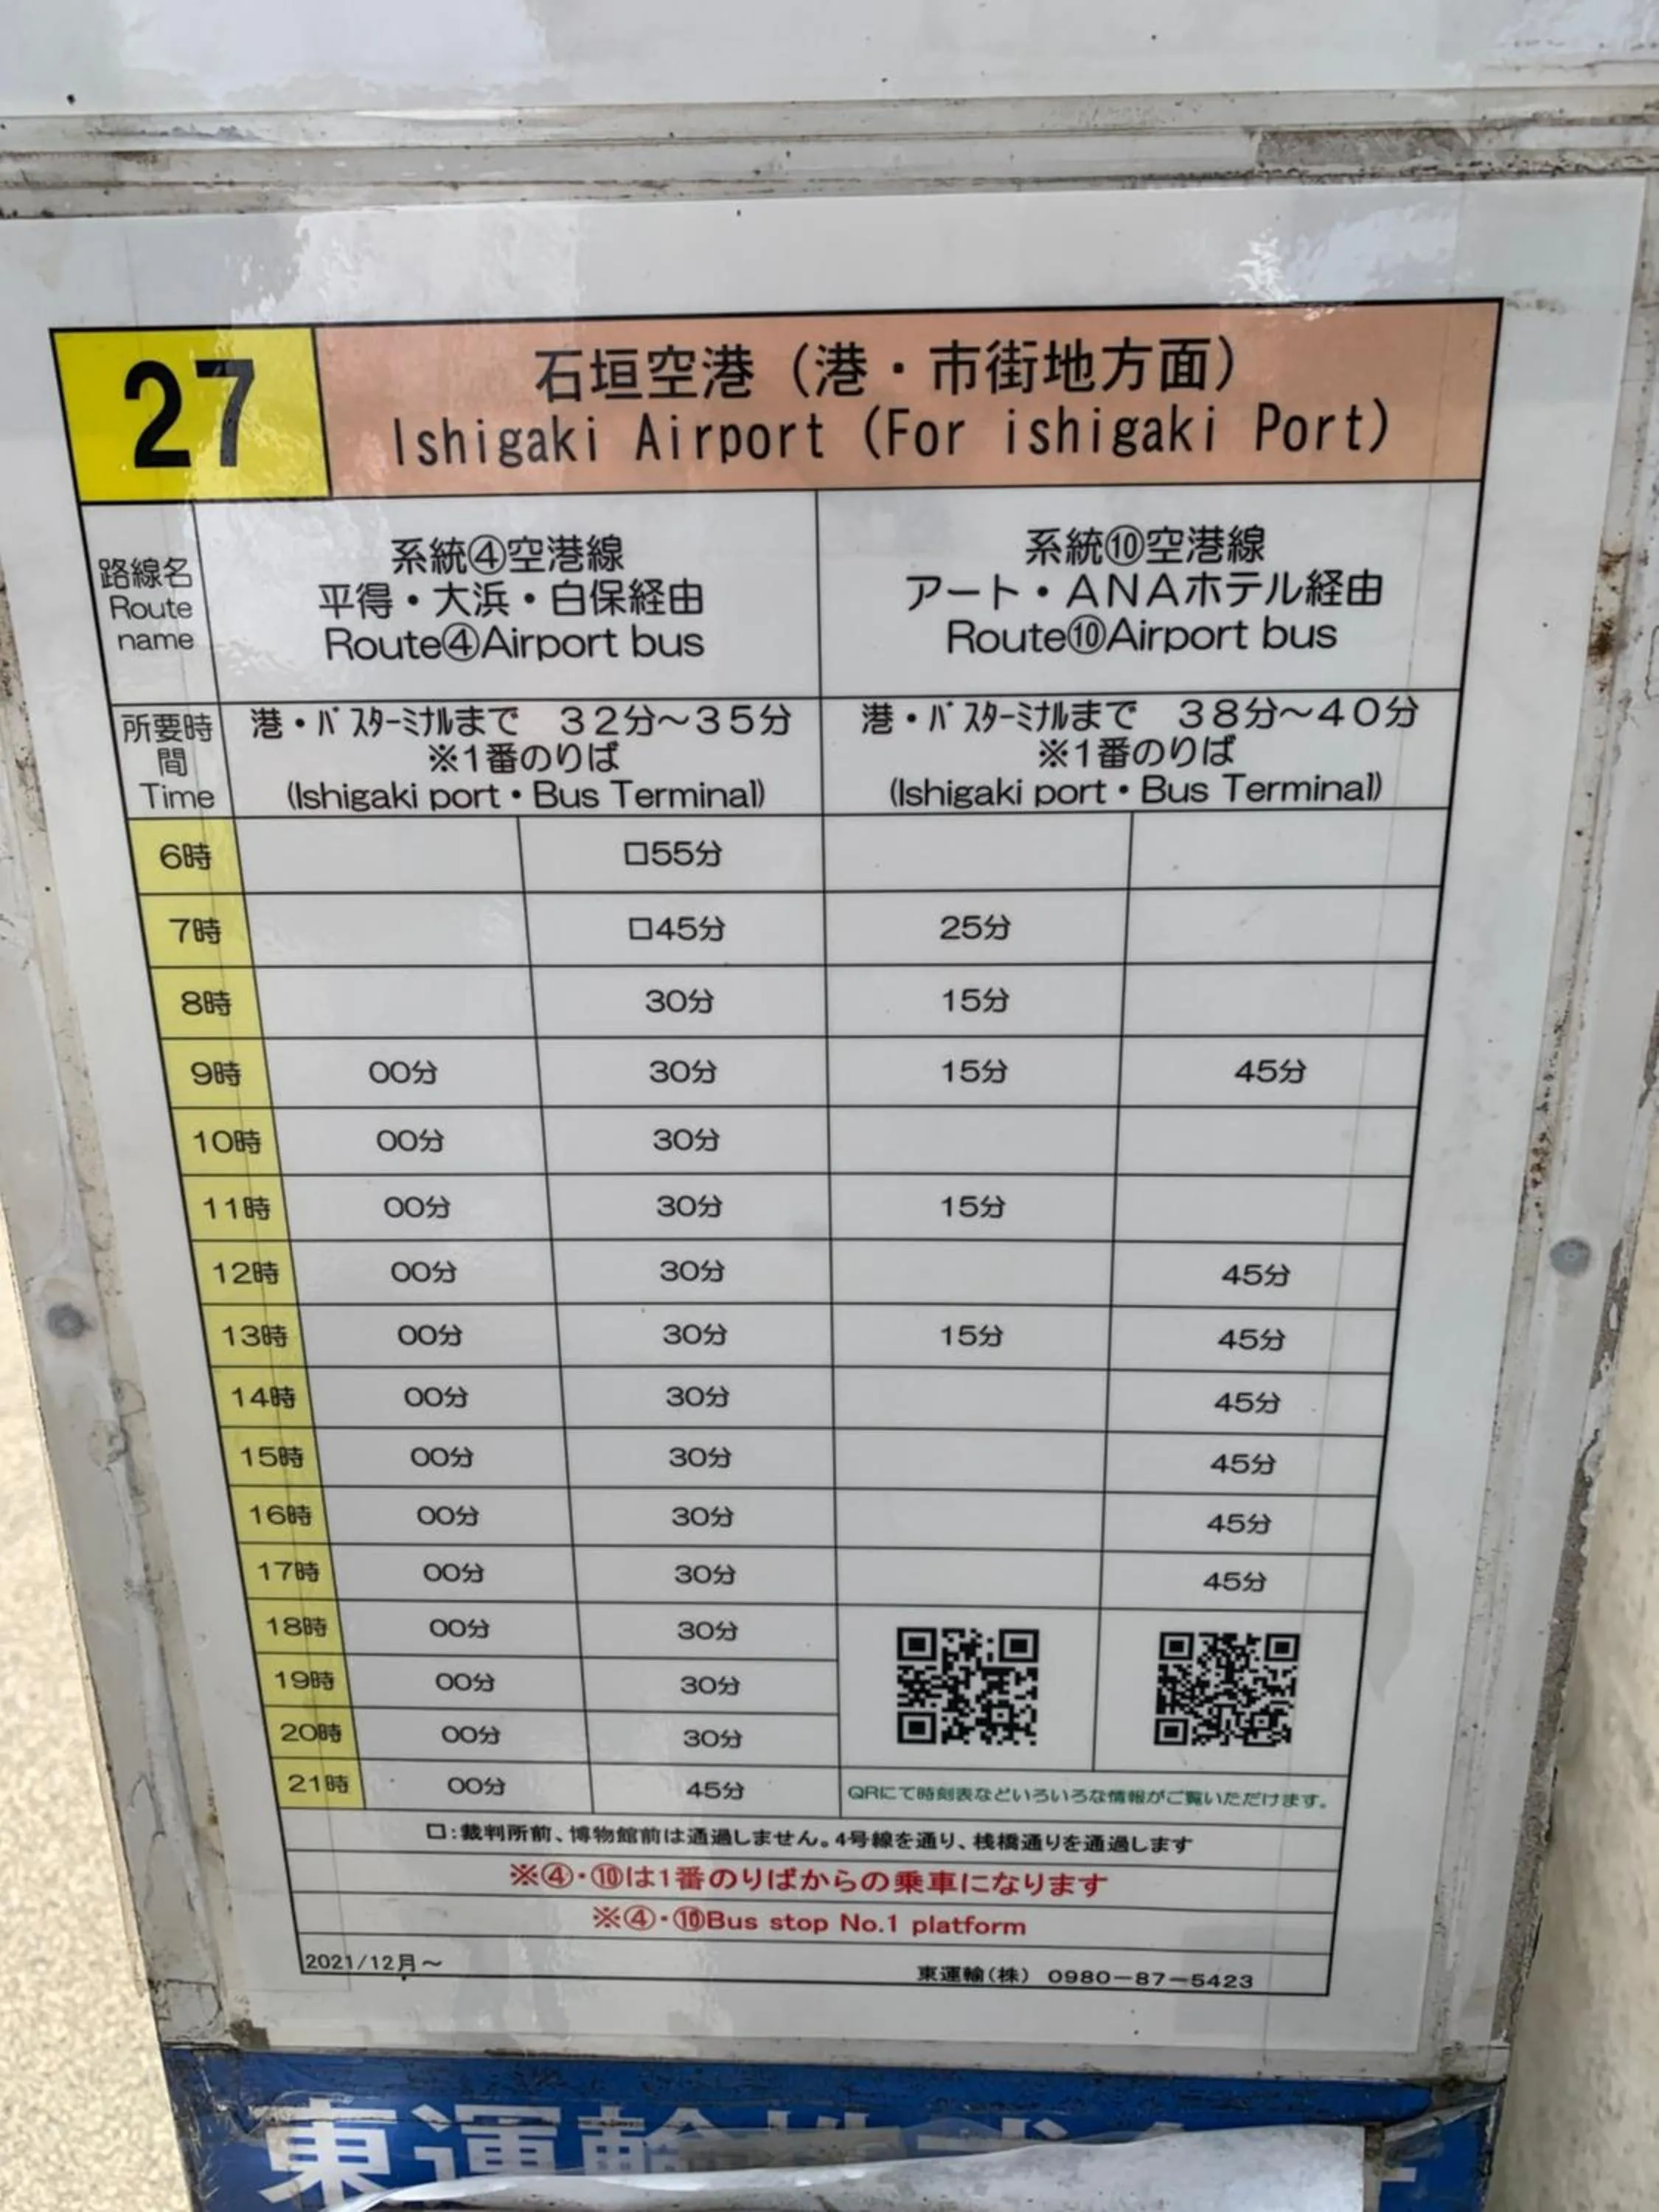 27
石垣空港（港・市街地方面）
Ishigaki Airport (For ishigaki Port)
路線名
Route
name
系統④空港線
平得・大浜・白保経由
Route④Airport bus
系統⑩空港線
アート・ＡＮＡホテル経由
Route⑩Airport bus
所要時
間
Time
港・ﾊﾞｽﾀｰﾐﾅﾙまで　３２分～３５分
※1番のりば
(Ishigaki port・Bus Terminal)
港・ﾊﾞｽﾀｰﾐﾅﾙまで　３８分～４０分
※1番のりば
(Ishigaki port・Bus Terminal)
6時 □55分
7時 □45分 25分
8時 30分 15分
9時 00分 30分 15分 45分
10時 00分 30分
11時 00分 30分 15分
12時 00分 30分 45分
13時 00分 30分 15分 45分
14時 00分 30分 45分
15時 00分 30分 45分
16時 00分 30分 45分
17時 00分 30分 45分
18時 00分 30分
19時 00分 30分
20時 00分 30分
21時 00分 45分
QRにて時刻表などいろいろな情報がご覧いただけます。
□：裁判所前、博物館前は通過しません。4号線を通り、桟橋通りを通過します
※④・⑩は1番のりばからの乗車になります
※④・⑩Bus stop No.1 platform
2021/12月～
東運輸（株） 0980－87－5423
東運輸株式会